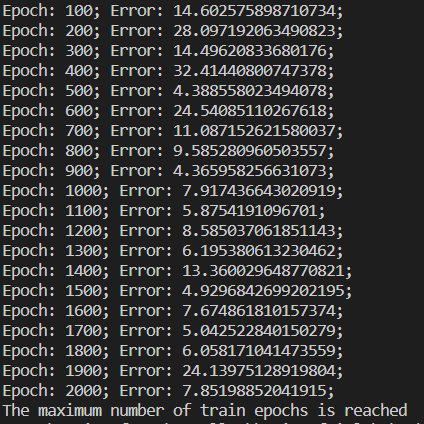 Epoch: 100; Error: 14.602575898710734;
Epoch: 200; Error: 28.097192063490823;
Epoch: 300; Error: 14.49620833680176;
Epoch: 400; Error: 32.41440800747378;
Epoch: 500; Error: 4.388558023494078;
Epoch: 600; Error: 24.54085110267618;
Epoch: 700; Error: 11.087152621580037;
Epoch: 800; Error: 9.585280960503557;
Epoch: 900; Error: 4.365958256631073;
Epoch: 1000; Error: 7.917436643020919;
Epoch: 1100; Error: 5.8754191096701;
Epoch: 1200; Error: 8.585037061851143;
Epoch: 1300; Error: 6.195380613230462;
Epoch: 1400; Error: 13.360029648770821;
Epoch: 1500; Error: 4.9296842699202195;
Epoch: 1600; Error: 7.674861810157374;
Epoch: 1700; Error: 5.042522840150279;
Epoch: 1800; Error: 6.058171041473559;
Epoch: 1900; Error: 24.13975128919804;
Epoch: 2000; Error: 7.85198852041915;
The maximum number of train epochs is reached